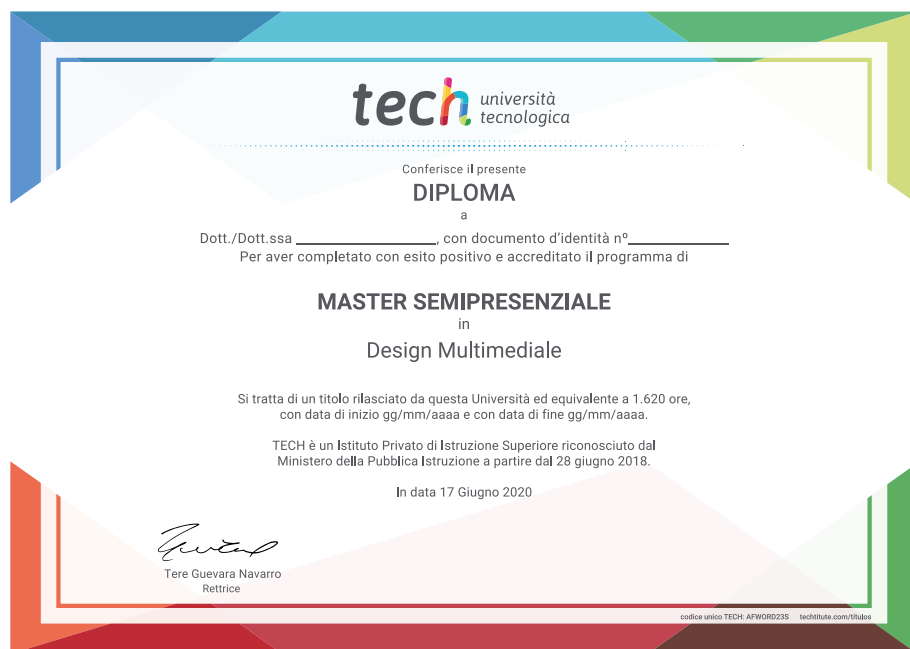 tech università
tecnologica
Conferisce il presente
DIPLOMA
a
Dott./Dott.ssa ________________, con documento d'identità nº____________
Per aver completato con esito positivo e accreditato il programma di
MASTER SEMIPRESENZIALE
in
Design Multimediale
Si tratta di un titolo rilasciato da questa Università ed equivalente a 1.620 ore,
con data di inizio gg/mm/aaaa e con data di fine gg/mm/aaaa.
TECH è un Istituto Privato di Istruzione Superiore riconosciuto dal
Ministero della Pubblica Istruzione a partire dal 28 giugno 2018.
In data 17 Giugno 2020
Tere Guevara Navarro
Rettrice
codice unico TECH: AFWORD23S techtitute.com/titulos